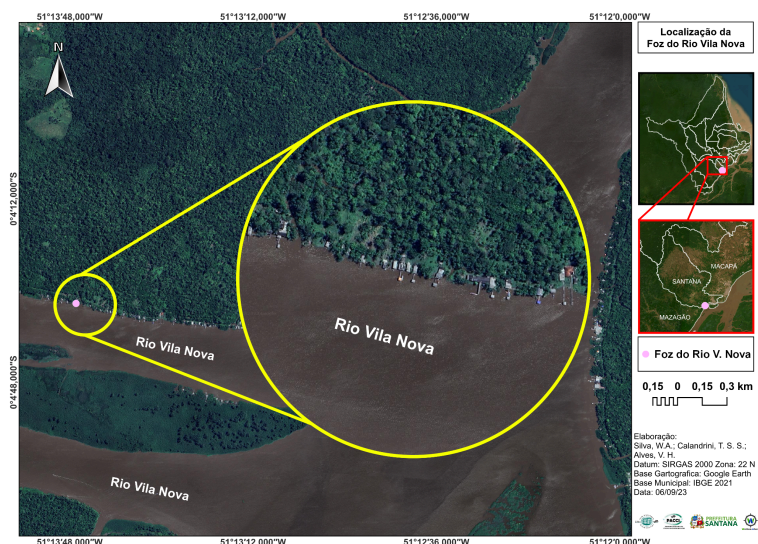 51°13'48,000"W
51°13'12,000"W
51°12'36,000"W
51°12'0,000"W
N
0°4'12,000"S
0°4'48,000"S
Rio Vila Nova
Rio Vila Nova
Rio Vila Nova
51°13'48,000"W
51°13'12,000"W
51°12'36,000"W
51°12'0,000"W
Localização da
Foz do Rio Vila Nova
MACAPÁ
SANTANA
MAZAGÃO
Foz do Rio V. Nova
0,15 0 0,15 0,3 km
Elaboração:
Silva, W.A.; Calandrini, T. S. S.;
Alves, V. H.
Datum: SIRGAS 2000 Zona: 22 N
Base Gartografica: Google Earth
Base Municipal: IBGE 2021
Data: 06/09/23
PACCL
PREFEITURA
SANTANA